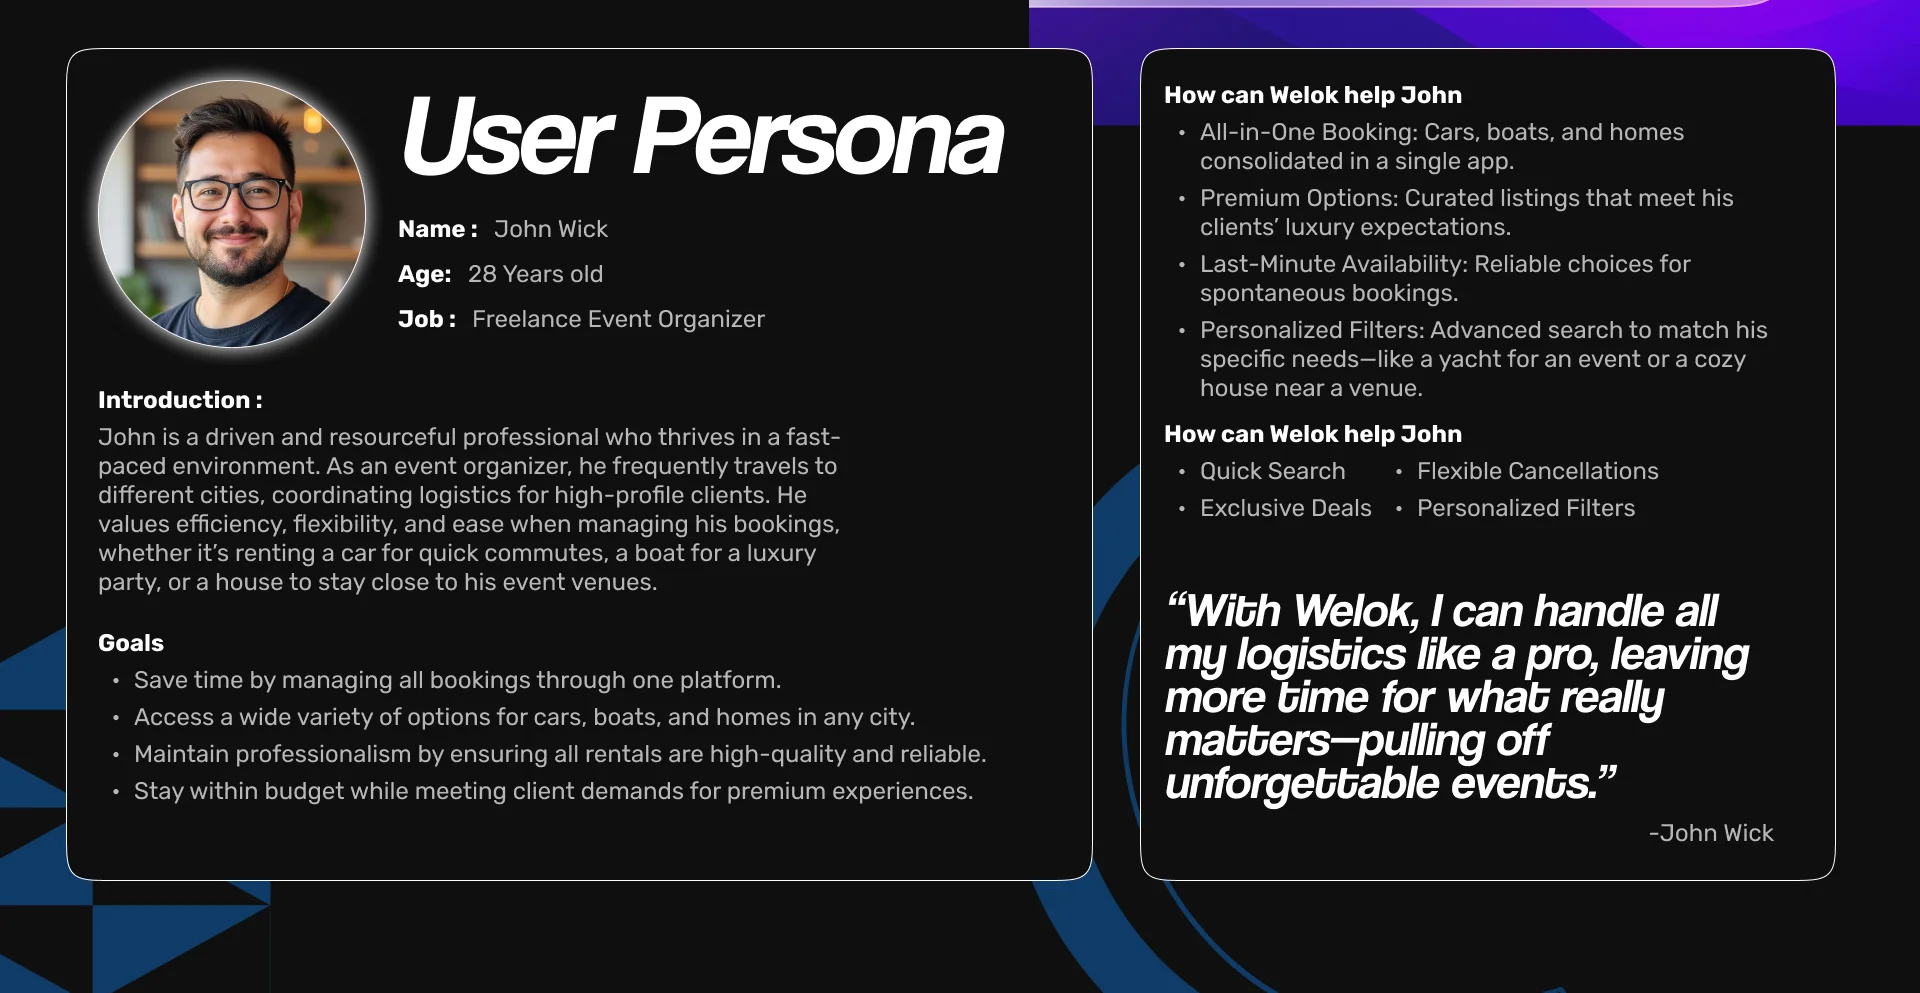 User Persona
Name : John Wick
Age: 28 Years old
Job : Freelance Event Organizer
Introduction :
John is a driven and resourceful professional who thrives in a fast-
paced environment. As an event organizer, he frequently travels to
different cities, coordinating logistics for high-profile clients. He
values efficiency, flexibility, and ease when managing his bookings,
whether it’s renting a car for quick commutes, a boat for a luxury
party, or a house to stay close to his event venues.
Goals
• Save time by managing all bookings through one platform.
• Access a wide variety of options for cars, boats, and homes in any city.
• Maintain professionalism by ensuring all rentals are high-quality and reliable.
• Stay within budget while meeting client demands for premium experiences.
How can Welok help John
• All-in-One Booking: Cars, boats, and homes
consolidated in a single app.
• Premium Options: Curated listings that meet his
clients’ luxury expectations.
• Last-Minute Availability: Reliable choices for
spontaneous bookings.
• Personalized Filters: Advanced search to match his
specific needs—like a yacht for an event or a cozy
house near a venue.
How can Welok help John
• Quick Search • Flexible Cancellations
• Exclusive Deals • Personalized Filters
“With Welok, I can handle all
my logistics like a pro, leaving
more time for what really
matters—pulling off
unforgettable events.”
-John Wick